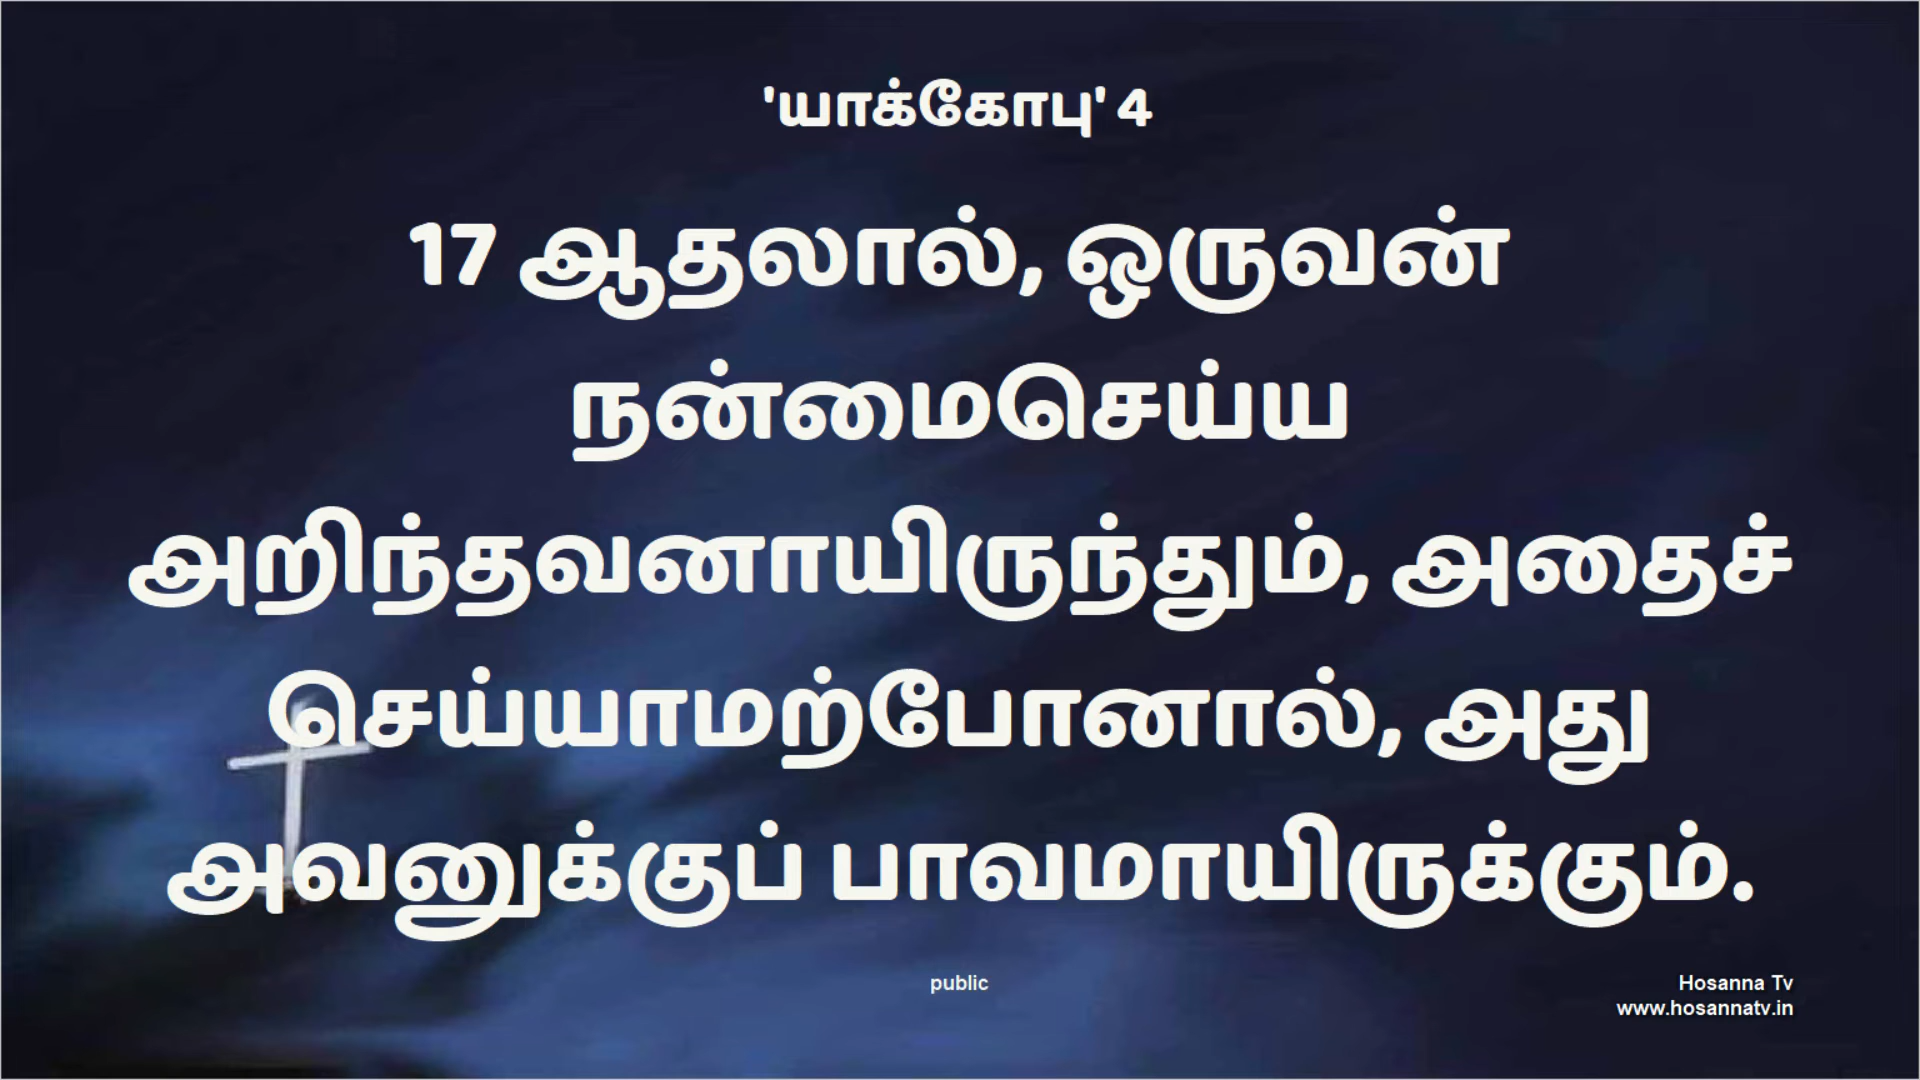 'யாக்கோபு' 4
17 ஆதலால், ஒருவன்
நன்மைசெய்ய
அறிந்தவனாயிருந்தும், அதைச்
செய்யாமற்போனால், அது
அவனுக்குப் பாவமாயிருக்கும்.
public
Hosanna Tv
www.hosannatv.in